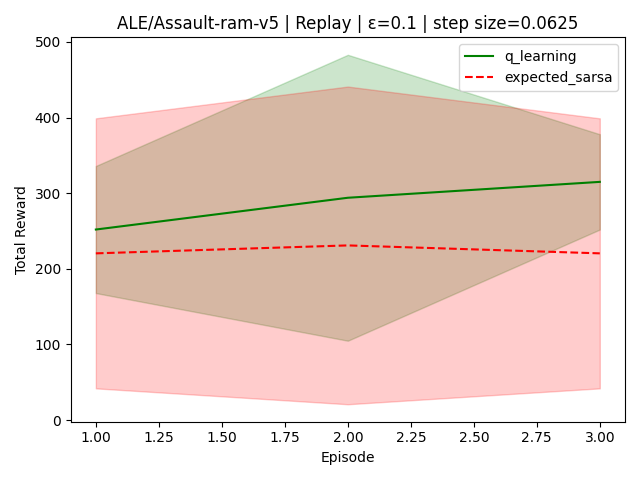 ALE/Assault-ram-v5 | Replay | ε=0.1 | step size=0.0625
q_learning
expected_sarsa
Total Reward
500
400
300
200
100
0
1.00 1.25 1.50 1.75 2.00 2.25 2.50 2.75 3.00
Episode